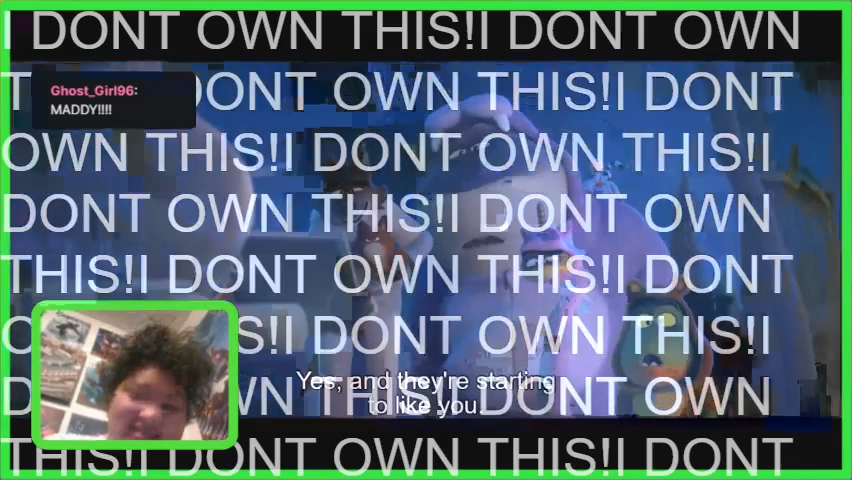 I DONT OWN THIS!I DONT OWN
T
DONT OWN THIS!I DONT
Ghost_Girl96:
MADDY!!!!
OWN THIS!I DONT OWN THIS!I
DONT OWN THIS!I DONT OWN
THIS!I DONT OWN THIS!I DONT
O
S!I DONT OWN THIS!I
D
WN THIS!I DONT OWN
Yes, and they're starting
to like you.
THIS!I DONT OWN THIS!I DONT